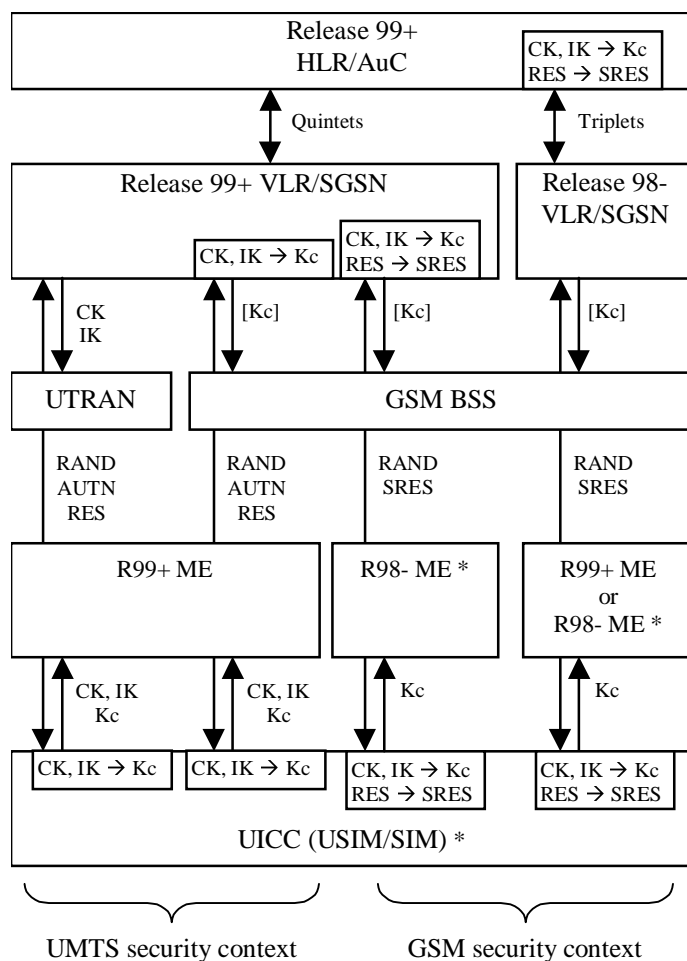 Release 99+
HLR/AuC
CK, IK → Kc
RES → SRES
Quintets
Triplets
Release 99+ VLR/SGSN
CK, IK → Kc
CK, IK → Kc
RES → SRES
Release 98-
VLR/SGSN
CK
IK
[Kc]
[Kc]
[Kc]
UTRAN
GSM BSS
RAND
AUTN
RES
RAND
AUTN
RES
RAND
SRES
RAND
SRES
R99+ ME
R98- ME *
R99+ ME
or
R98- ME *
CK, IK
Kc
CK, IK
Kc
Kc
Kc
CK, IK → Kc
CK, IK → Kc
CK, IK → Kc
RES → SRES
CK, IK → Kc
RES → SRES
UICC (USIM/SIM) *
UMTS security context
GSM security context